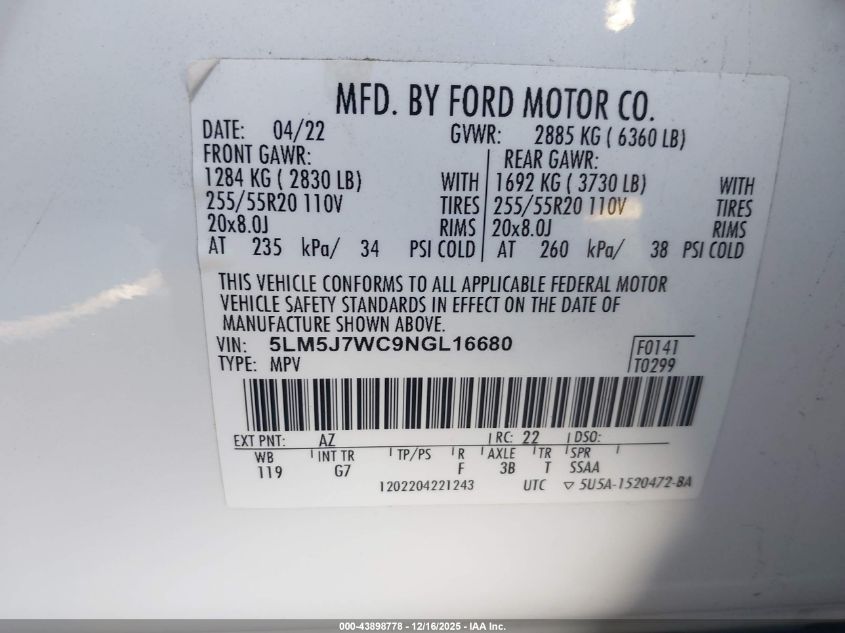 MFD. BY FORD MOTOR CO.
DATE: 04/22 GVWR: 2885 KG ( 6360 LB)
FRONT GAWR: REAR GAWR:
1284 KG ( 2830 LB) WITH 1692 KG ( 3730 LB) WITH
255/55R20 110V TIRES 255/55R20 110V TIRES
20x8.0J RIMS 20x8.0J RIMS
AT 235 kPa/ 34 PSI COLD AT 260 kPa/ 38 PSI COLD
THIS VEHICLE CONFORMS TO ALL APPLICABLE FEDERAL MOTOR
VEHICLE SAFETY STANDARDS IN EFFECT ON THE DATE OF
MANUFACTURE SHOWN ABOVE.
VIN: 5LM5J7WC9NGL16680 F0141
TYPE: MPV T0299
EXT PNT: AZ RC: 22 DSO:
WB INT TR TP/PS R AXLE TR SPR
119 G7 F 3B T SSAA
1202204221243 UTC ▽ 5U5A-1520472-BA
000-43898778 - 12/16/2025 - IAA Inc.